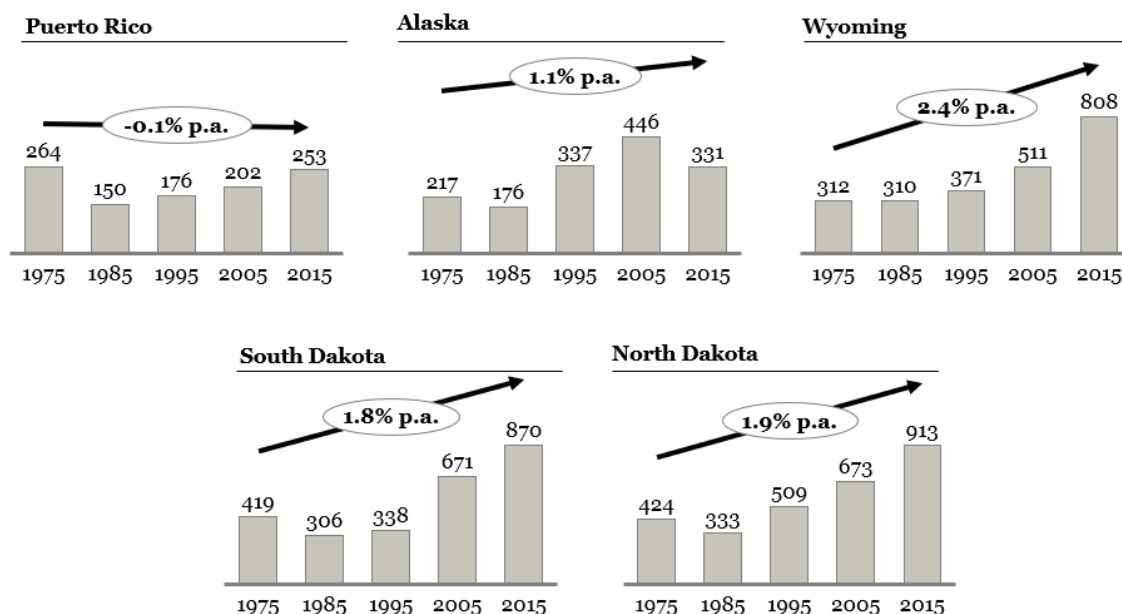 Puerto Rico
-0.1% p.a.
264
150
176
202
253
1975 1985 1995 2005 2015
Alaska
1.1% p.a.
217
176
337
446
331
1975 1985 1995 2005 2015
Wyoming
2.4% p.a.
312
310
371
511
808
1975 1985 1995 2005 2015
South Dakota
1.8% p.a.
419
306
338
671
870
1975 1985 1995 2005 2015
North Dakota
1.9% p.a.
424
333
509
673
913
1975 1985 1995 2005 2015